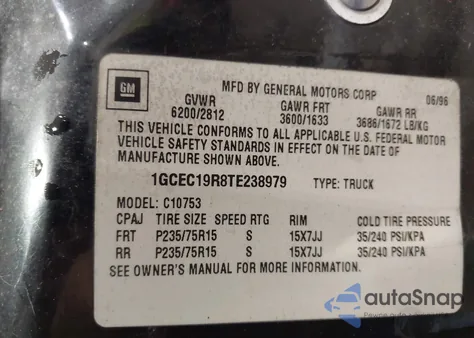 GM
MFD BY GENERAL MOTORS CORP 06/96
GVWR GAWR FRT GAWR RR
6200/2812 3600/1633 3686/1672 LB/KG
THIS VEHICLE CONFORMS TO ALL APPLICABLE U.S. FEDERAL MOTOR
VEHICLE SAFETY STANDARDS IN EFFECT ON THE DATE OF
MANUFACTURE SHOWN ABOVE.
1GCEC19R8TE238979 TYPE: TRUCK
MODEL: C10753
CPAJ TIRE SIZE SPEED RTG RIM COLD TIRE PRESSURE
FRT P235/75R15 S 15X7JJ 35/240 PSI/KPA
RR P235/75R15 S 15X7JJ 35/240 PSI/KPA
SEE OWNER'S MANUAL FOR MORE INFORMATION.
autoSnap